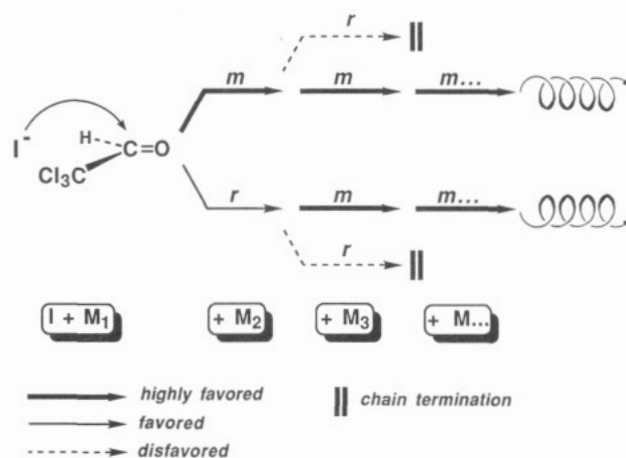 r
m m m...
I⁻ H C=O
Cl₃C
r m m...
r
I + M₁ + M₂ + M₃ + M...
highly favored
favored
disfavored
chain termination